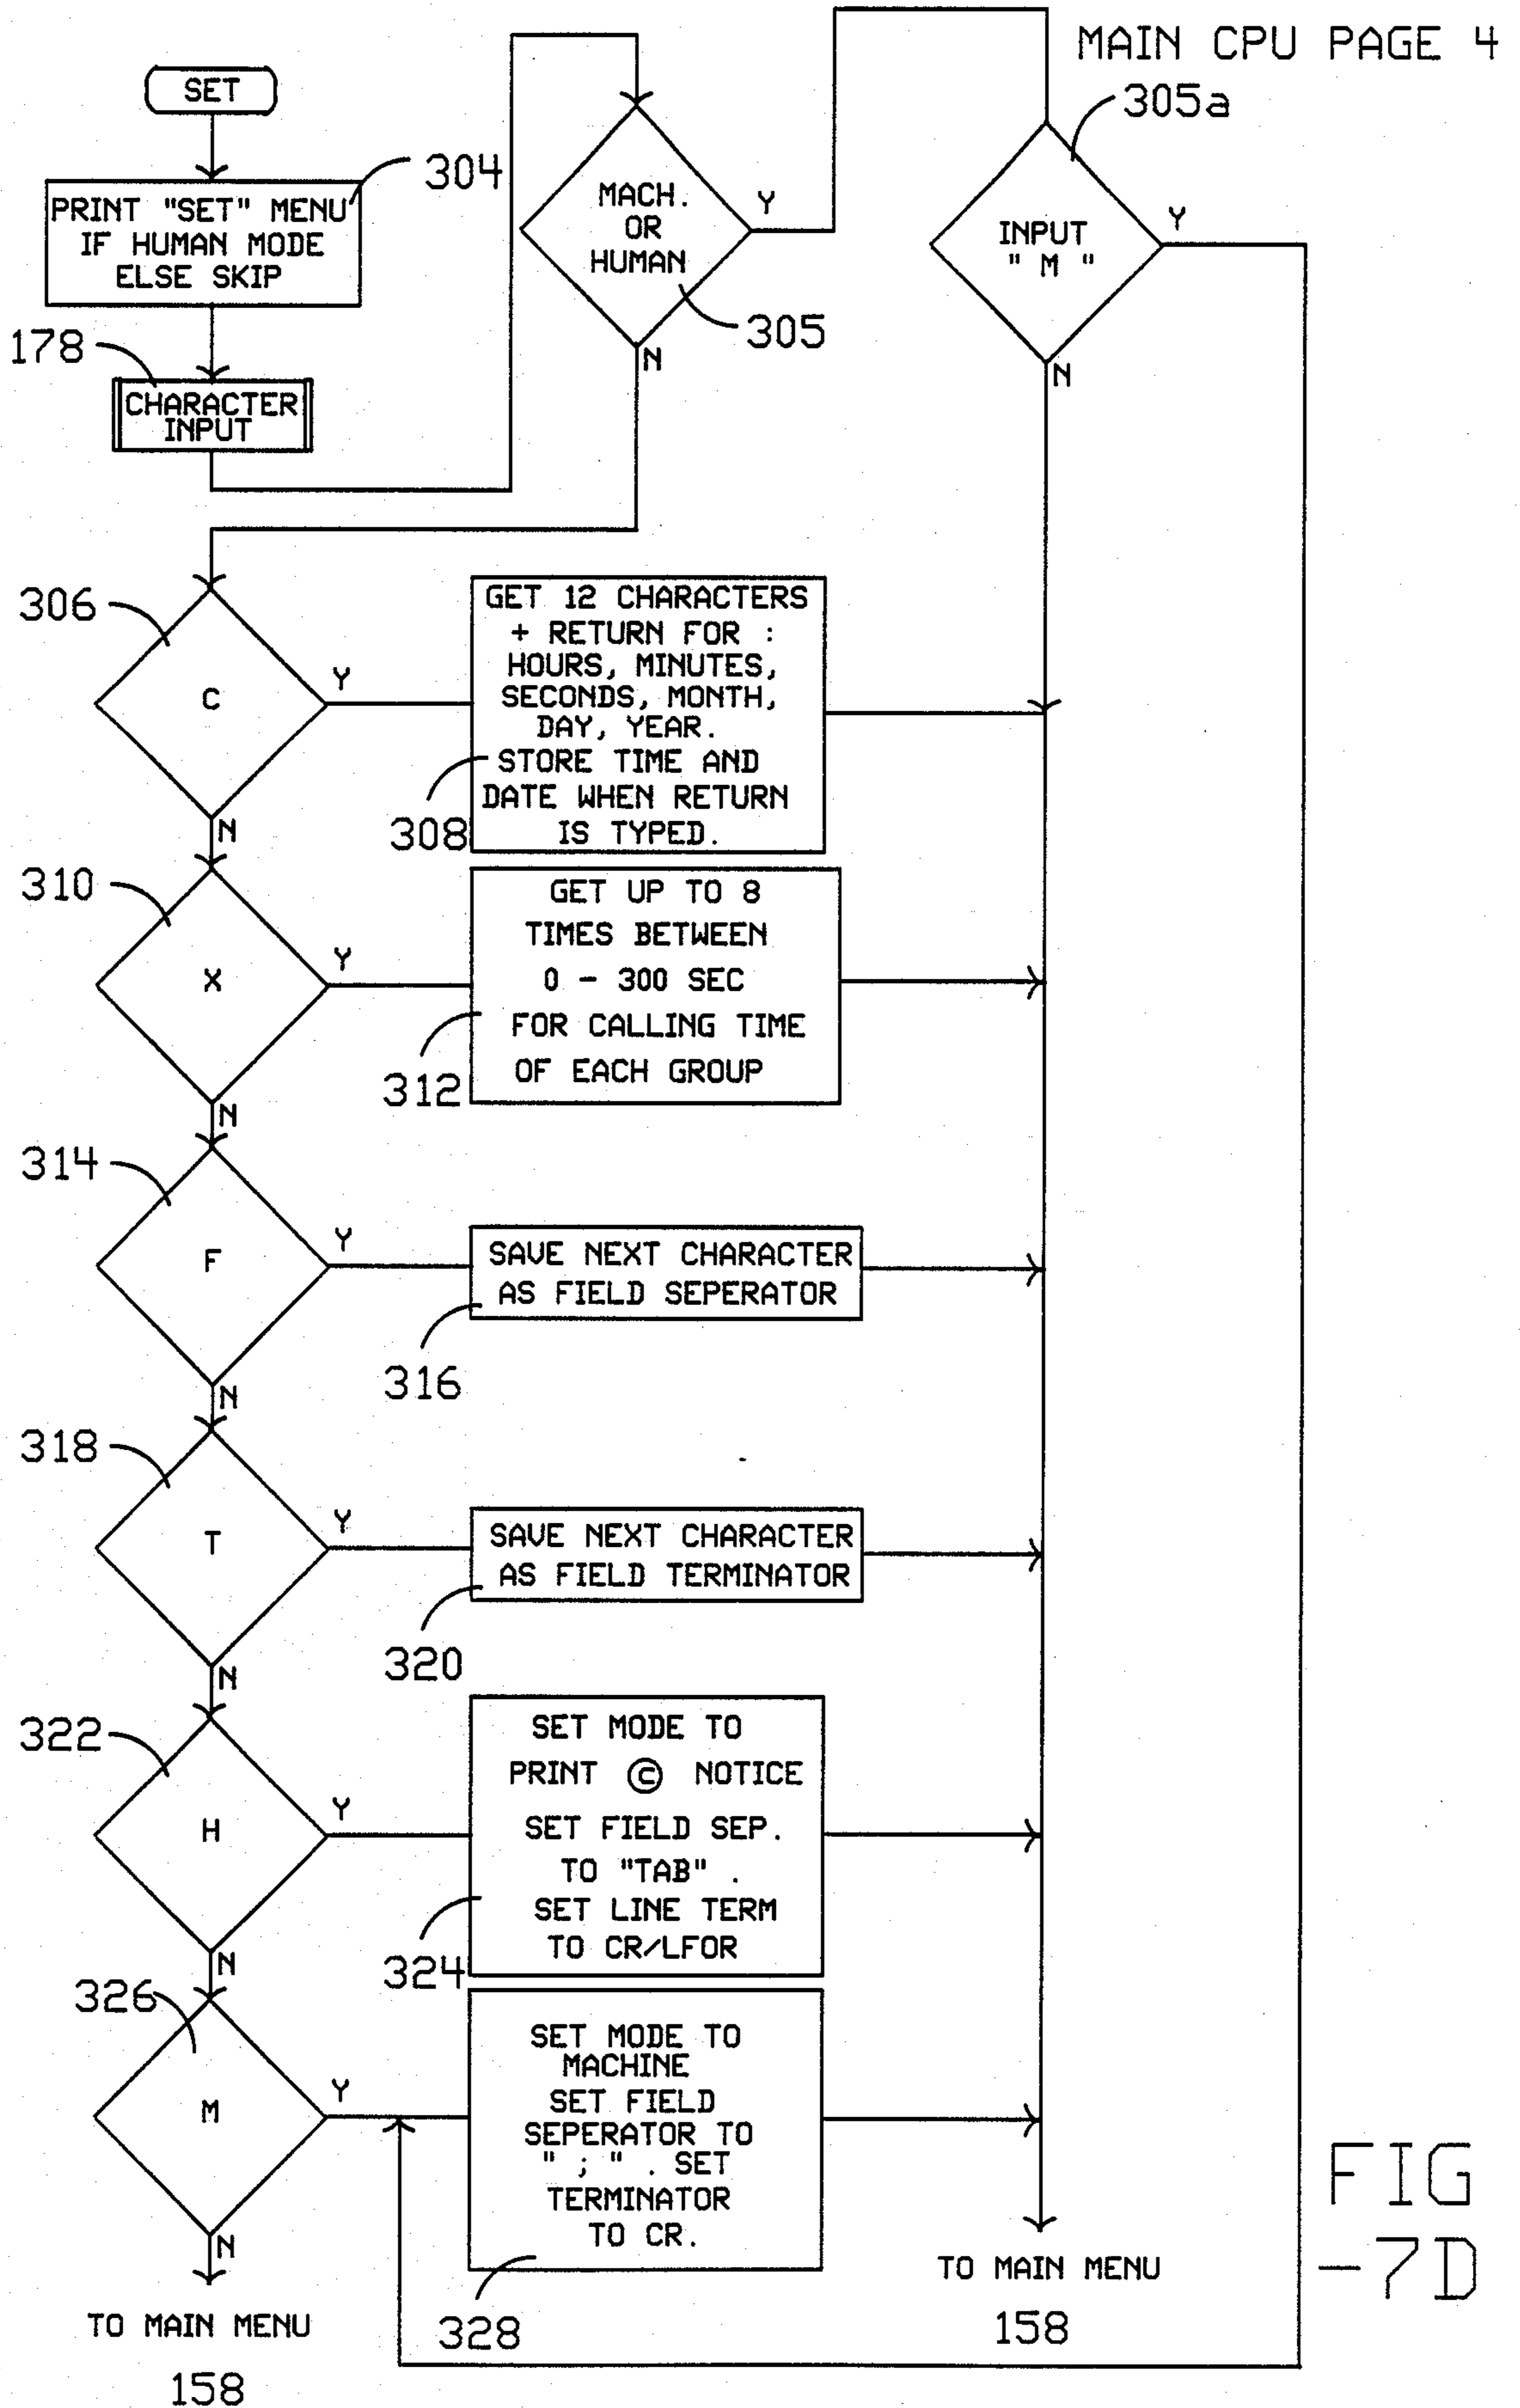 MAIN CPU PAGE 4
SET
304
PRINT "SET" MENU
IF HUMAN MODE
ELSE SKIP
178
CHARACTER
INPUT
MACH.
OR
HUMAN
Y
305
N
305a
INPUT
" M "
Y
N
306
C
Y
N
GET 12 CHARACTERS
+ RETURN FOR :
HOURS, MINUTES,
SECONDS, MONTH,
DAY, YEAR.
STORE TIME AND
DATE WHEN RETURN
IS TYPED.
308
310
X
Y
N
GET UP TO 8
TIMES BETWEEN
0 - 300 SEC
FOR CALLING TIME
OF EACH GROUP
312
314
F
Y
N
SAVE NEXT CHARACTER
AS FIELD SEPERATOR
316
318
T
Y
N
SAVE NEXT CHARACTER
AS FIELD TERMINATOR
320
322
H
Y
N
SET MODE TO
PRINT © NOTICE
SET FIELD SEP.
TO "TAB" .
SET LINE TERM
TO CR/LFOR
324
326
M
Y
N
SET MODE TO
MACHINE
SET FIELD
SEPERATOR TO
" ; " . SET
TERMINATOR
TO CR.
328
TO MAIN MENU
158
TO MAIN MENU
158
FIG
-7D